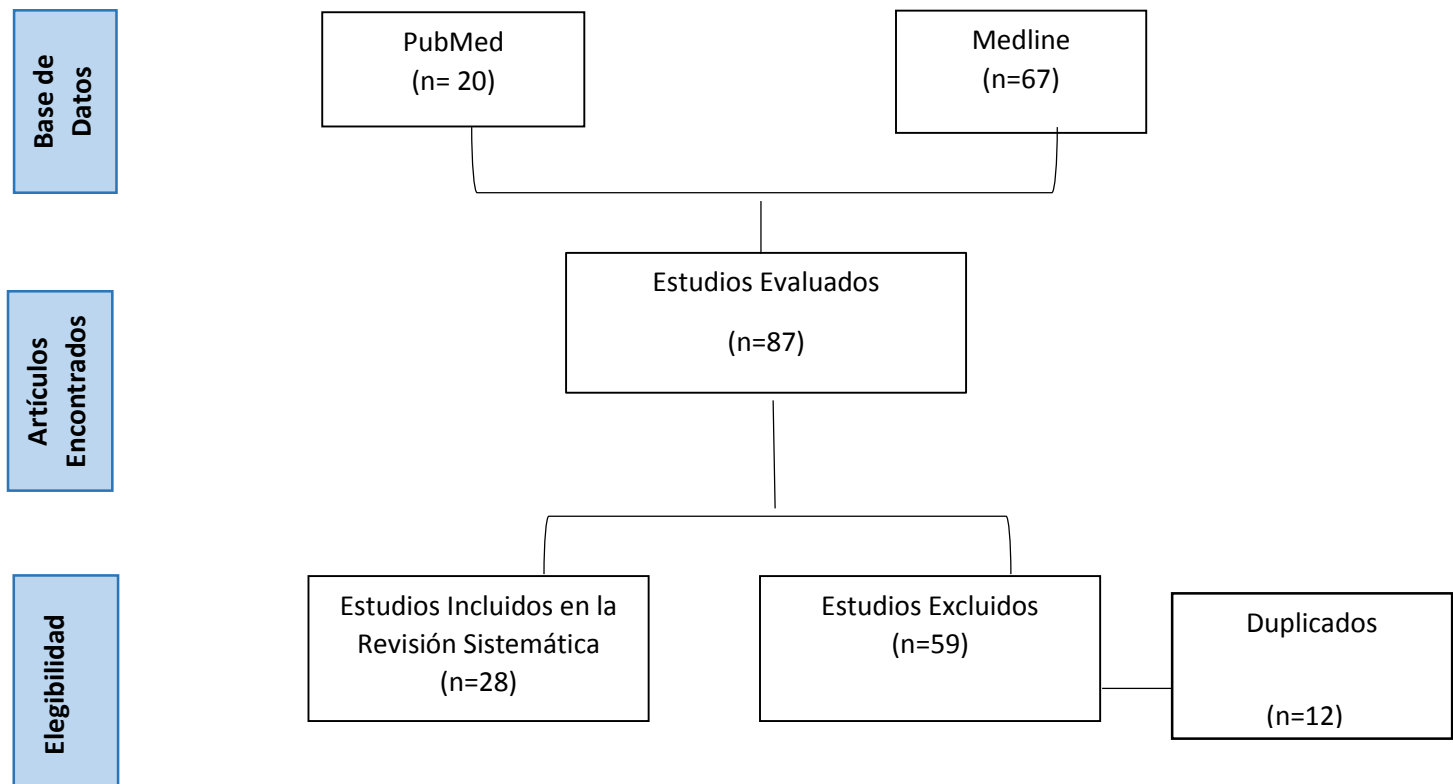 Base de
Datos
PubMed
(n= 20)
Medline
(n=67)
Artículos
Encontrados
Estudios Evaluados
(n=87)
Elegibilidad
Estudios Incluidos en la
Revisión Sistemática
(n=28)
Estudios Excluidos
(n=59)
Duplicados
(n=12)